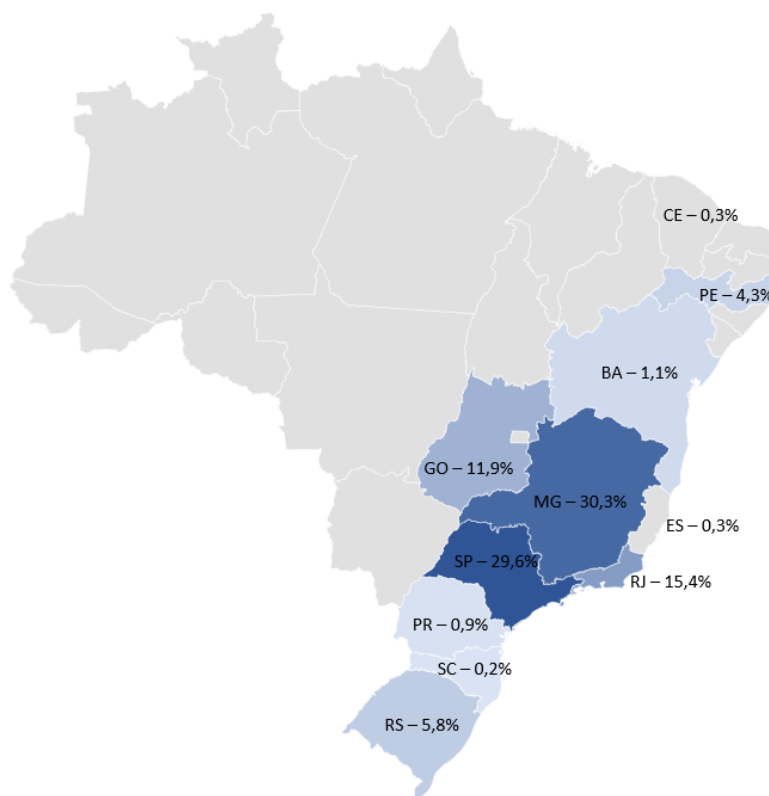 CE – 0,3%
PE – 4,3%
BA – 1,1%
GO – 11,9%
MG – 30,3%
ES – 0,3%
SP – 29,6%
RJ – 15,4%
PR – 0,9%
SC – 0,2%
RS – 5,8%